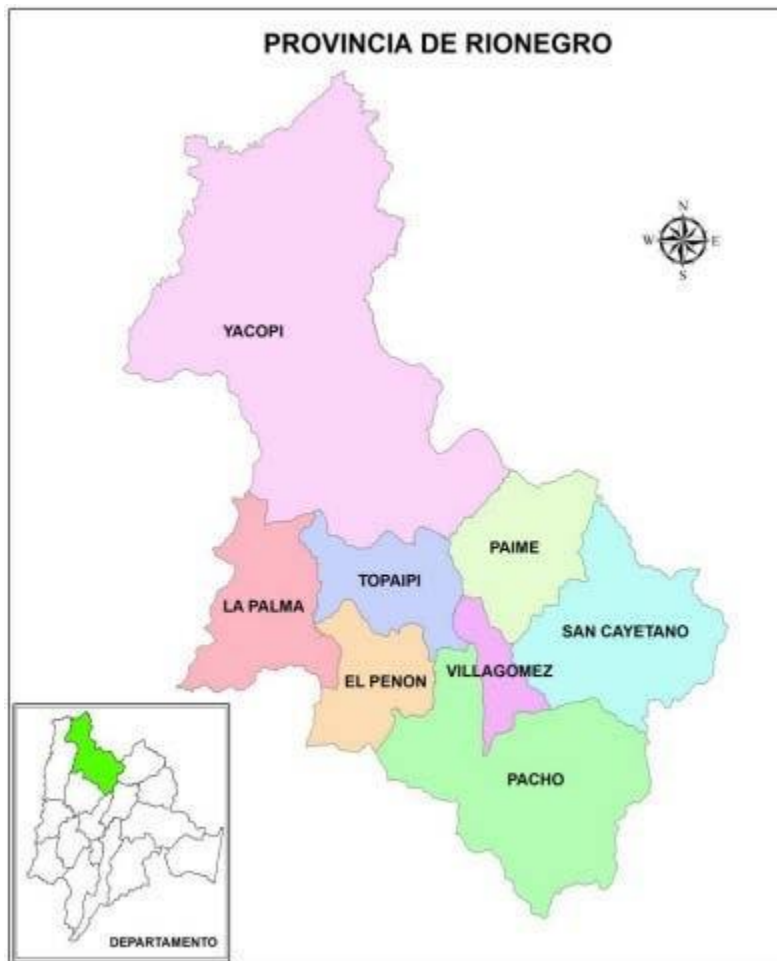 PROVINCIA DE RIONEGRO
N
W E
S
YACOPI
PAIME
TOPAIPI
LA PALMA
SAN CAYETANO
VILLAGOMEZ
EL PENON
PACHO
DEPARTAMENTO